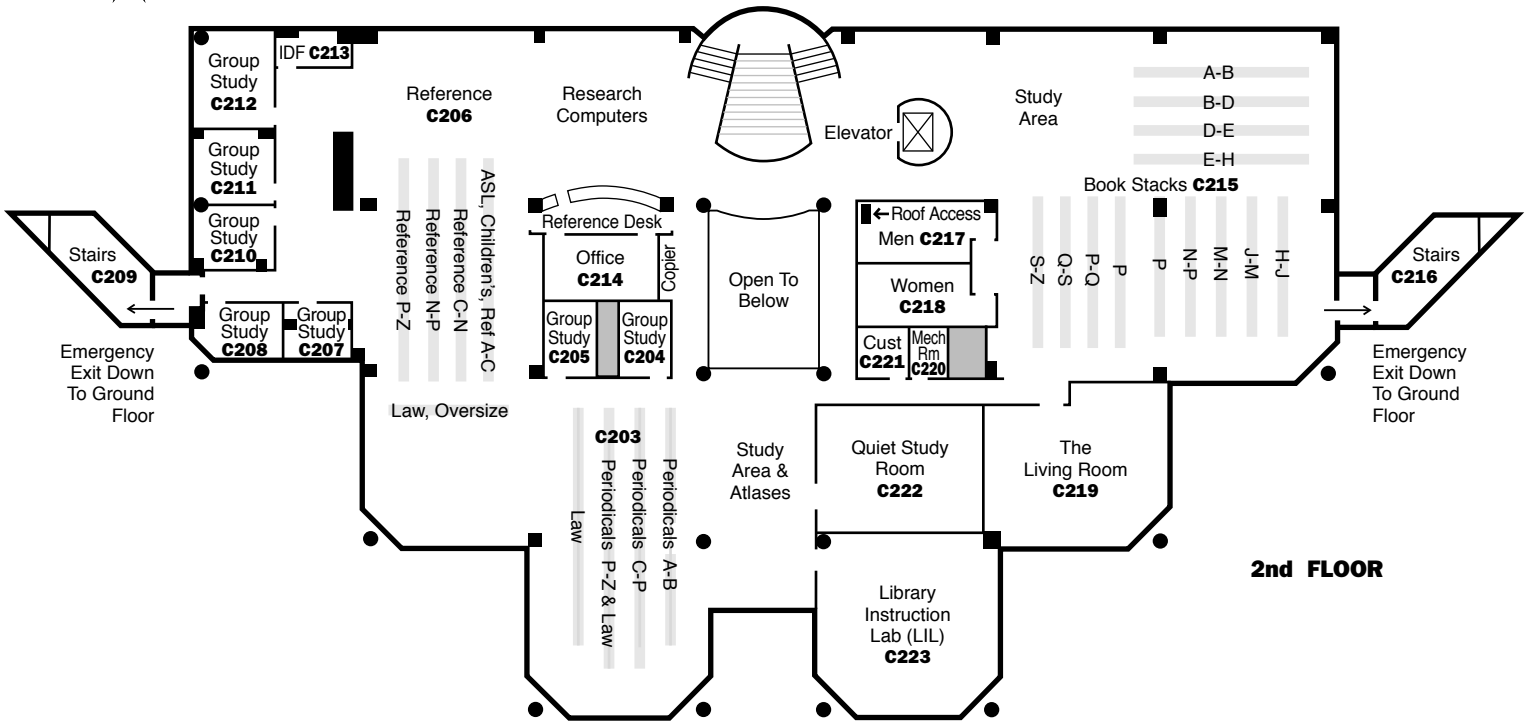 IDF C213
Group
Study
C212
Reference
C206
Research
Computers
Elevator
Study
Area
A-B
B-D
D-E
E-H
Book Stacks C215
Group
Study
C211
Group
Study
C210
Stairs
C209
Group
Study
C208
Group
Study
C207
Emergency
Exit Down
To Ground
Floor
Reference P-Z
Reference N-P
Reference C-N
ASL, Children's, Ref A-C
Law, Oversize
Reference Desk
Office
C214
Copier
Group
Study
C205
Group
Study
C204
Open To
Below
←Roof Access
Men C217
Women
C218
Cust
C221
Mech
Rm
C220
S-Z
Q-S
P-Q
P
P
N-P
M-N
J-M
H-J
Stairs
C216
Emergency
Exit Down
To Ground
Floor
C203
Law
Periodicals P-Z & Law
Periodicals C-P
Periodicals A-B
Study
Area &
Atlases
Quiet Study
Room
C222
The
Living Room
C219
Library
Instruction
Lab (LIL)
C223
2nd FLOOR